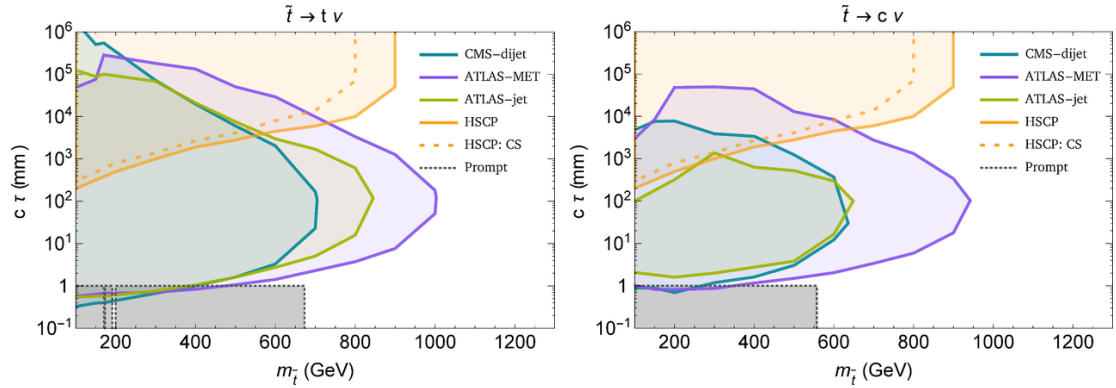 t̃ → t ν
10⁶
10⁵
10⁴
10³
10²
10¹
1
10⁻¹
c τ (mm)
200 400 600 800 1000 1200
m_t̃ (GeV)
CMS-dijet
ATLAS-MET
ATLAS-jet
HSCP
HSCP: CS
Prompt
t̃ → c ν
10⁶
10⁵
10⁴
10³
10²
10¹
1
10⁻¹
c τ (mm)
200 400 600 800 1000 1200
m_t̃ (GeV)
CMS-dijet
ATLAS-MET
ATLAS-jet
HSCP
HSCP: CS
Prompt